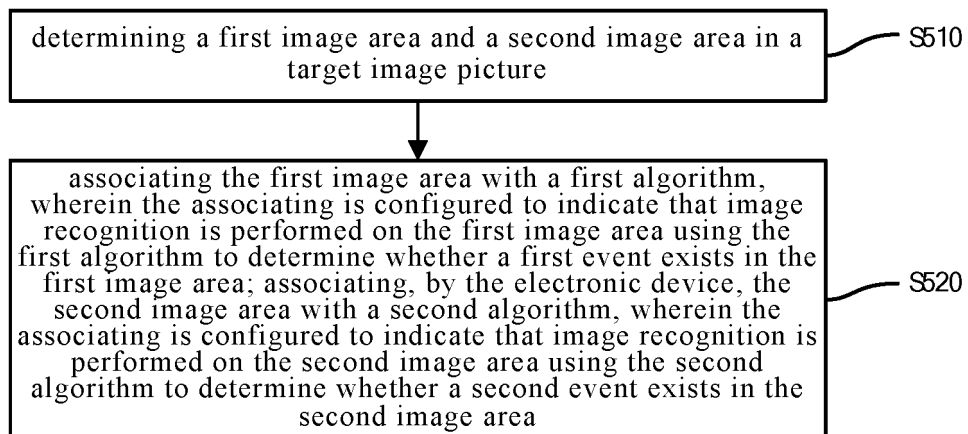 determining a first image area and a second image area in a
target image picture
S510
associating the first image area with a first algorithm,
wherein the associating is configured to indicate that image
recognition is performed on the first image area using the
first algorithm to determine whether a first event exists in the
first image area; associating, by the electronic device, the
second image area with a second algorithm, wherein the
associating is configured to indicate that image recognition is
performed on the second image area using the second
algorithm to determine whether a second event exists in the
second image area
S520